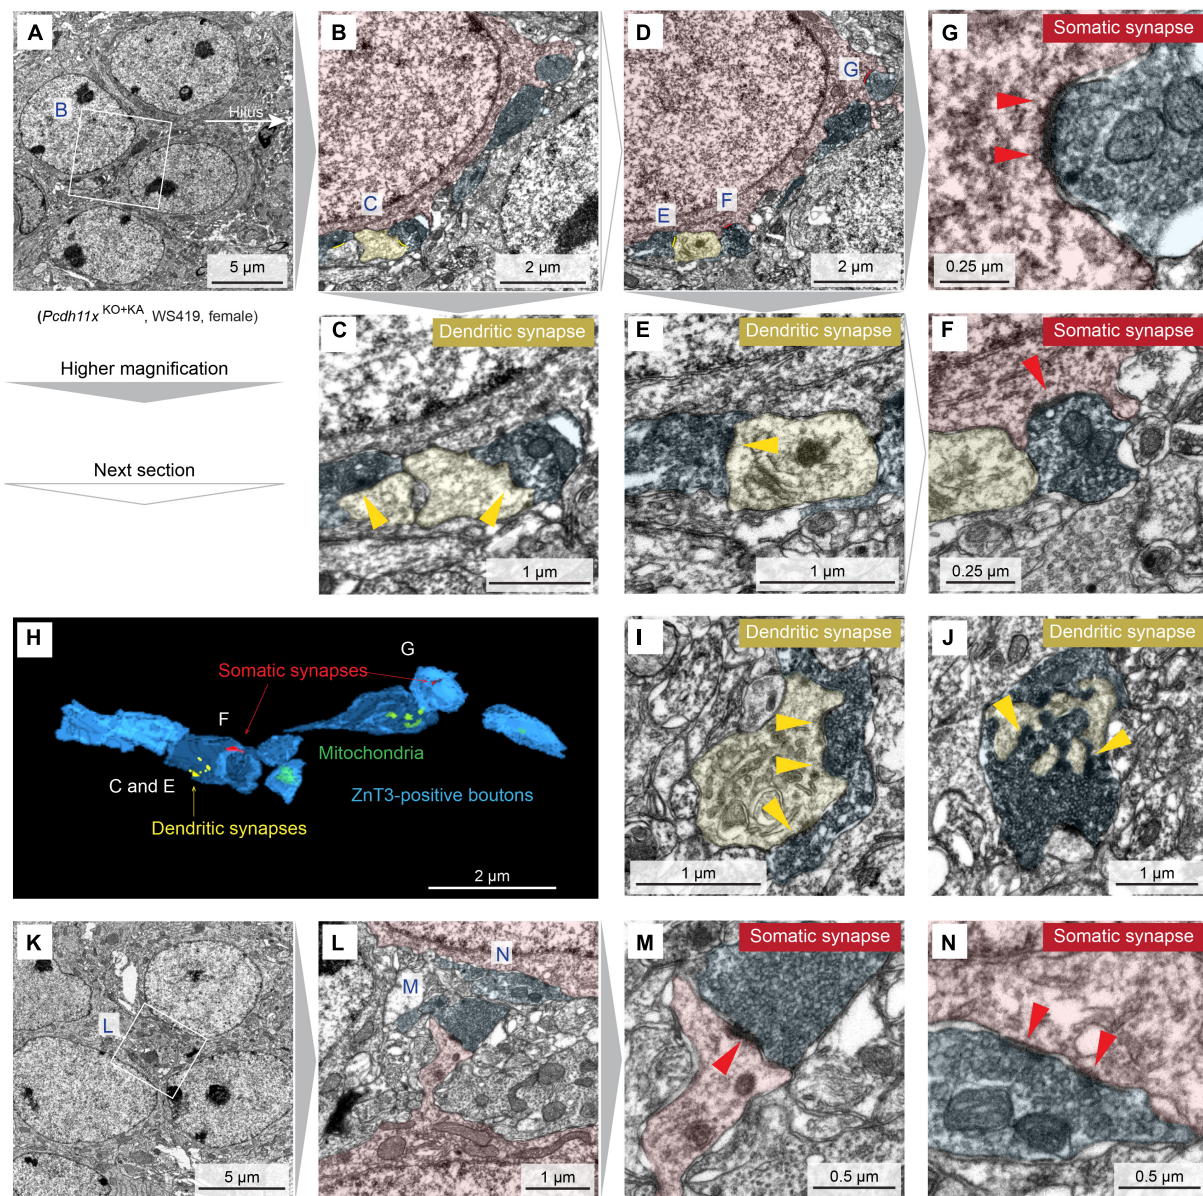 A
B
Hilus
5 µm
B
C
2 µm
D
G
E
F
2 µm
G
Somatic synapse
0.25 µm
(Pcdh11x KO+KA, WS419, female)
Higher magnification
Next section
C
Dendritic synapse
1 µm
E
Dendritic synapse
1 µm
F
Somatic synapse
0.25 µm
H
G
Somatic synapses
F
Mitochondria
C and E
ZnT3-positive boutons
Dendritic synapses
2 µm
I
Dendritic synapse
1 µm
J
Dendritic synapse
1 µm
K
L
5 µm
L
N
M
1 µm
M
Somatic synapse
0.5 µm
N
Somatic synapse
0.5 µm